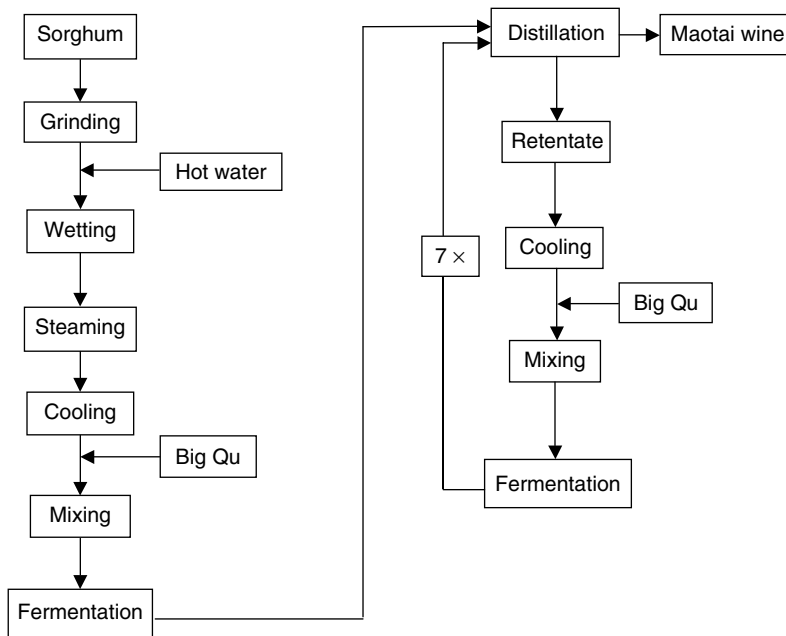 Sorghum
Grinding
Hot water
Wetting
Steaming
Cooling
Big Qu
Mixing
Fermentation
Distillation
Maotai wine
Retentate
Cooling
7 ×
Big Qu
Mixing
Fermentation